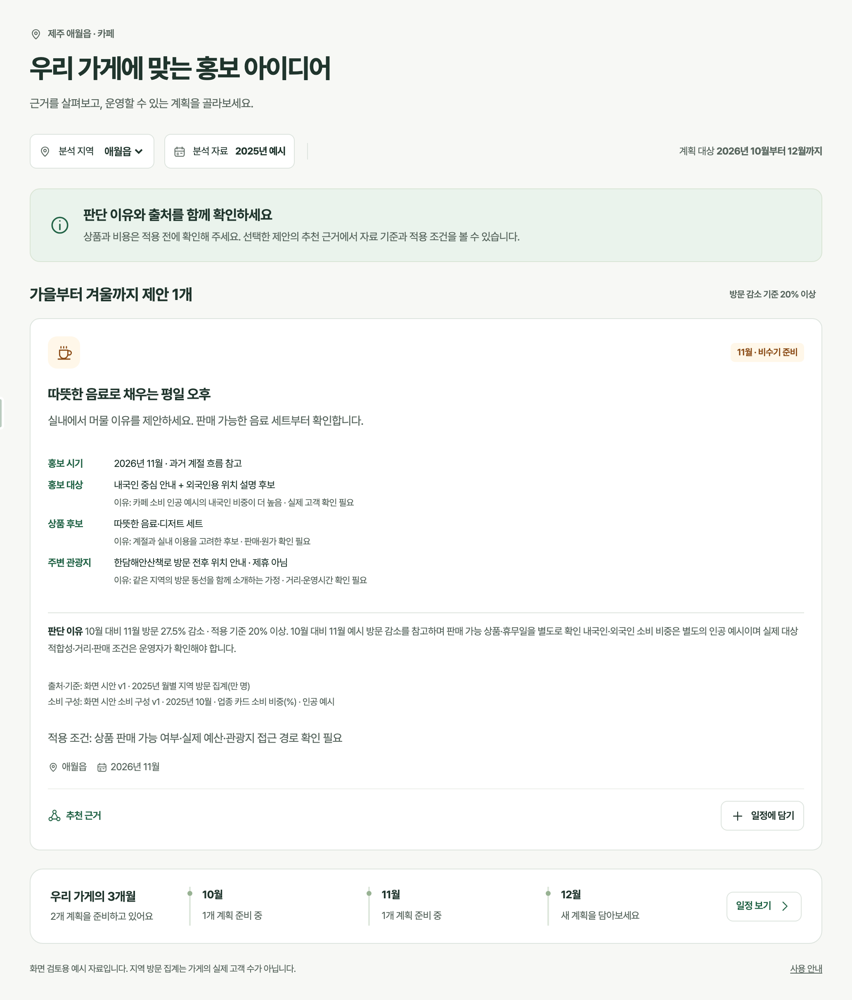 제주 애월읍 · 카페
우리 가게에 맞는 홍보 아이디어
근거를 살펴보고, 운영할 수 있는 계획을 골라보세요.
분석 지역 애월읍
분석 자료 2025년 예시
계획 대상 2026년 10월부터 12월까지
판단 이유와 출처를 함께 확인하세요
상품과 비용은 적용 전에 확인해 주세요. 선택한 제안의 추천 근거에서 자료 기준과 적용 조건을 볼 수 있습니다.
가을부터 겨울까지 제안 1개
방문 감소 기준 20% 이상
11월 · 비수기 준비
따뜻한 음료로 채우는 평일 오후
실내에서 머물 이유를 제안하세요. 판매 가능한 음료 세트부터 확인합니다.
홍보 시기 2026년 11월 · 과거 계절 흐름 참고
홍보 대상 내국인 중심 안내 + 외국인용 위치 설명 후보
이유: 카페 소비 인공 예시의 내국인 비중이 더 높음 · 실제 고객 확인 필요
상품 후보 따뜻한 음료·디저트 세트
이유: 계절과 실내 이용을 고려한 후보 · 판매·원가 확인 필요
주변 관광지 한담해안산책로 방문 전후 위치 안내 · 제휴 아님
이유: 같은 지역의 방문 동선을 함께 소개하는 가정 · 거리·운영시간 확인 필요
판단 이유 10월 대비 11월 방문 27.5% 감소 · 적용 기준 20% 이상. 10월 대비 11월 예시 방문 감소를 참고하며 판매 가능 상품·휴무일을 별도로 확인 내국인·외국인 소비 비중은 별도의 인공 예시이며 실제 대상
적합성·거리·판매 조건은 운영자가 확인해야 합니다.
출처·기준: 화면 시안 v1 · 2025년 월별 지역 방문 집계(만 명)
소비 구성: 화면 시안 소비 구성 v1 · 2025년 10월 · 업종 카드 소비 비중(%) · 인공 예시
적용 조건: 상품 판매 가능 여부·실제 예산·관광지 접근 경로 확인 필요
애월읍 2026년 11월
추천 근거
일정에 담기
우리 가게의 3개월
2개 계획을 준비하고 있어요
10월
1개 계획 준비 중
11월
1개 계획 준비 중
12월
새 계획을 담아보세요
일정 보기
화면 검토용 예시 자료입니다. 지역 방문 집계는 가게의 실제 고객 수가 아닙니다.
사용 안내